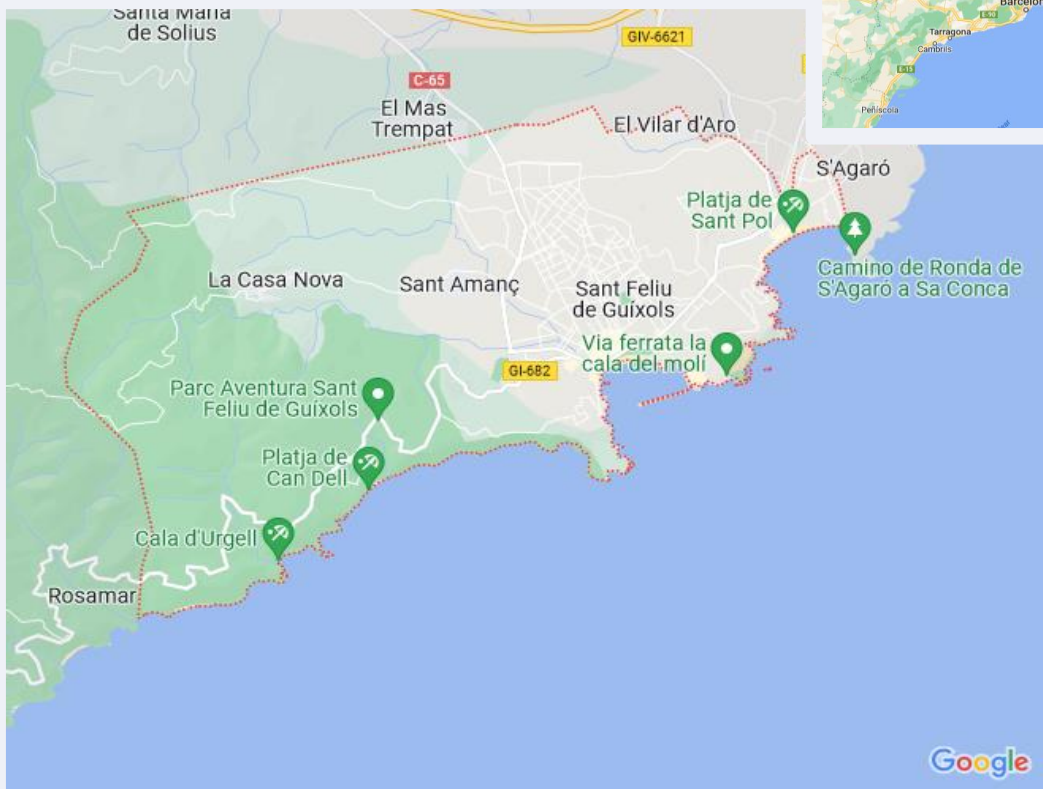 Santa Maria
de Solius
GIV-6621
C-65
El Mas
Trempat
El Vilar d'Aro
S'Agaró
Platja de
Sant Pol
Camino de Ronda de
S'Agaró a Sa Conca
La Casa Nova
Sant Amanç
Sant Feliu
de Guíxols
Via ferrata la
cala del molí
GI-682
Parc Aventura Sant
Feliu de Guíxols
Platja de
Can Dell
Cala d'Urgell
Rosamar
Google
Barcelon
E-90
Tarragona
Cambrils
E-15
Peñíscola